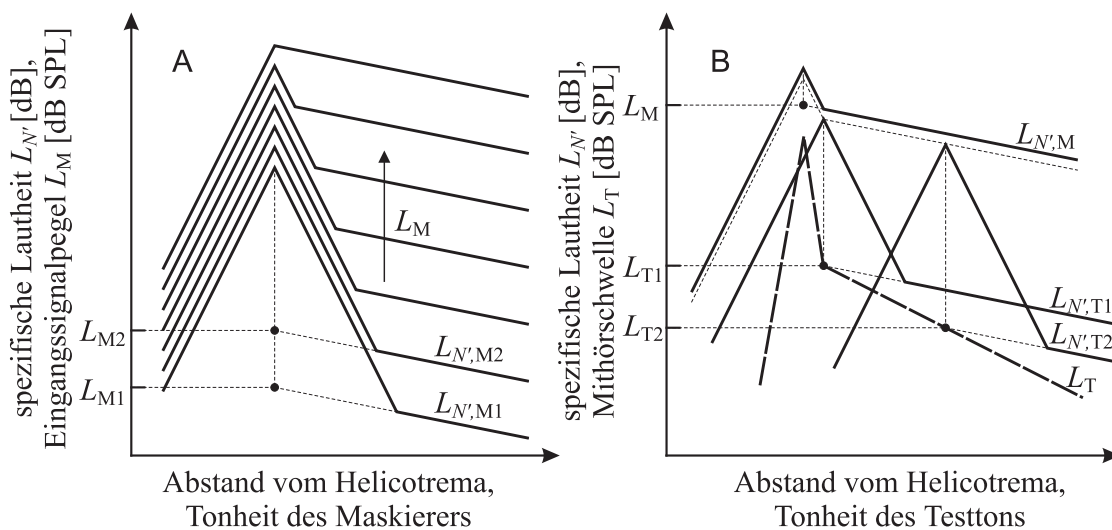 spezifische Lautheit L_N' [dB],
Eingangssignalpegel L_M [dB SPL]
A
L_M
L_M2
L_M1
L_N',M2
L_N',M1
Abstand vom Helicotrema,
Tonheit des Maskierers
spezifische Lautheit L_N' [dB],
Mithörschwelle L_T [dB SPL]
B
L_M
L_T1
L_T2
L_N',M
L_N',T1
L_N',T2
L_T
Abstand vom Helicotrema,
Tonheit des Testtons